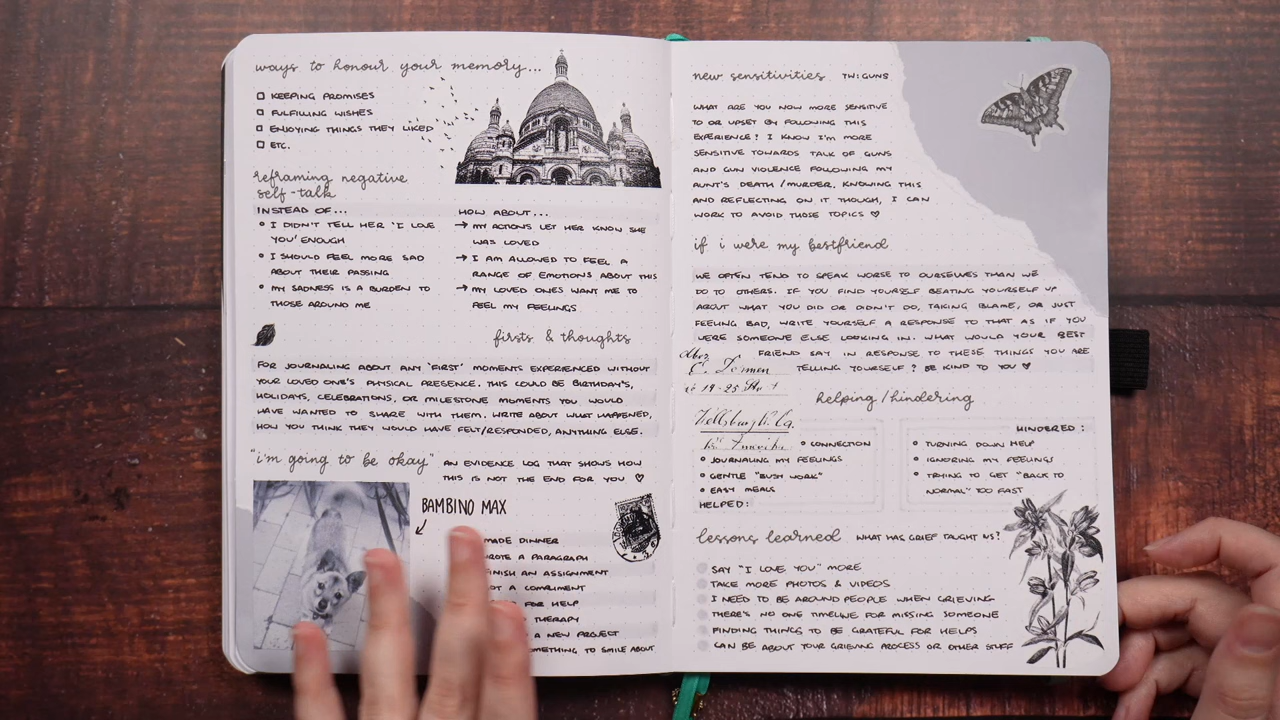 ways to honour your memory...
KEEPING PROMISES
FULFILLING WISHES
ENJOYING THINGS THEY LIKED
ETC.
reframing negative
self-talk
INSTEAD OF...
• I DIDN'T TELL HER 'I LOVE
YOU' ENOUGH
• I SHOULD FEEL MORE SAD
ABOUT THEIR PASSING
• MY SADNESS IS A BURDEN TO
THOSE AROUND ME
HOW ABOUT...
→ MY ACTIONS LET HER KNOW SHE
WAS LOVED
→ I AM ALLOWED TO FEEL A
RANGE OF EMOTIONS ABOUT THIS
→ MY LOVED ONES WANT ME TO
FEEL MY FEELINGS
firsts & thoughts
FOR JOURNALING ABOUT ANY 'FIRST' MOMENTS EXPERIENCED WITHOUT
YOUR LOVED ONE'S PHYSICAL PRESENCE. THIS COULD BE BIRTHDAYS,
HOLIDAYS, CELEBRATIONS, OR MILESTONE MOMENTS YOU WOULD
HAVE WANTED TO SHARE WITH THEM. WRITE ABOUT WHAT HAPPENED,
HOW YOU THINK THEY WOULD HAVE FELT/RESPONDED, ANYTHING ELSE.
"i'm going to be okay" AN EVIDENCE LOG THAT SHOWS HOW
THIS IS NOT THE END FOR YOU ♡
BAMBINO MAX
MADE DINNER
WROTE A PARAGRAPH
FINISH AN ASSIGNMENT
GOT A COMPLIMENT
FOR HELP
THERAPY
A NEW PROJECT
SOMETHING TO SMILE ABOUT
new sensitivities TW: GUNS
WHAT ARE YOU NOW MORE SENSITIVE
TO OR UPSET BY FOLLOWING THIS
EXPERIENCE? I KNOW I'M MORE
SENSITIVE TOWARDS TALK OF GUNS
AND GUN VIOLENCE FOLLOWING MY
AUNT'S DEATH/MURDER. KNOWING THIS
AND REFLECTING ON IT THOUGH, I CAN
WORK TO AVOID THOSE TOPICS ♡
if i were my bestfriend
WE OFTEN TEND TO SPEAK WORSE TO OURSELVES THAN WE
DO TO OTHERS. IF YOU FIND YOURSELF BEATING YOURSELF UP
ABOUT WHAT YOU DID OR DIDN'T DO, TAKING BLAME, OR JUST
FEELING BAD, WRITE YOURSELF A RESPONSE TO THAT AS IF YOU
WERE SOMEONE ELSE LOOKING IN. WHAT WOULD YOUR BEST
FRIEND SAY IN RESPONSE TO THESE THINGS YOU ARE
TELLING YOURSELF? BE KIND TO YOU ♥
helping/hindering
• CONNECTION
• JOURNALING MY FEELINGS
• GENTLE "BUSY WORK"
• EASY MEALS
HELPED:
HINDERED:
• TURNING DOWN HELP
• IGNORING MY FEELINGS
• TRYING TO GET "BACK TO
NORMAL" TOO FAST
lessons learned WHAT HAS GRIEF TAUGHT US?
SAY "I LOVE YOU" MORE
TAKE MORE PHOTOS & VIDEOS
I NEED TO BE AROUND PEOPLE WHEN GRIEVING
THERE'S NO ONE TIMELINE FOR MISSING SOMEONE
FINDING THINGS TO BE GRATEFUL FOR HELPS
CAN BE ABOUT YOUR GRIEVING PROCESS OR OTHER STUFF